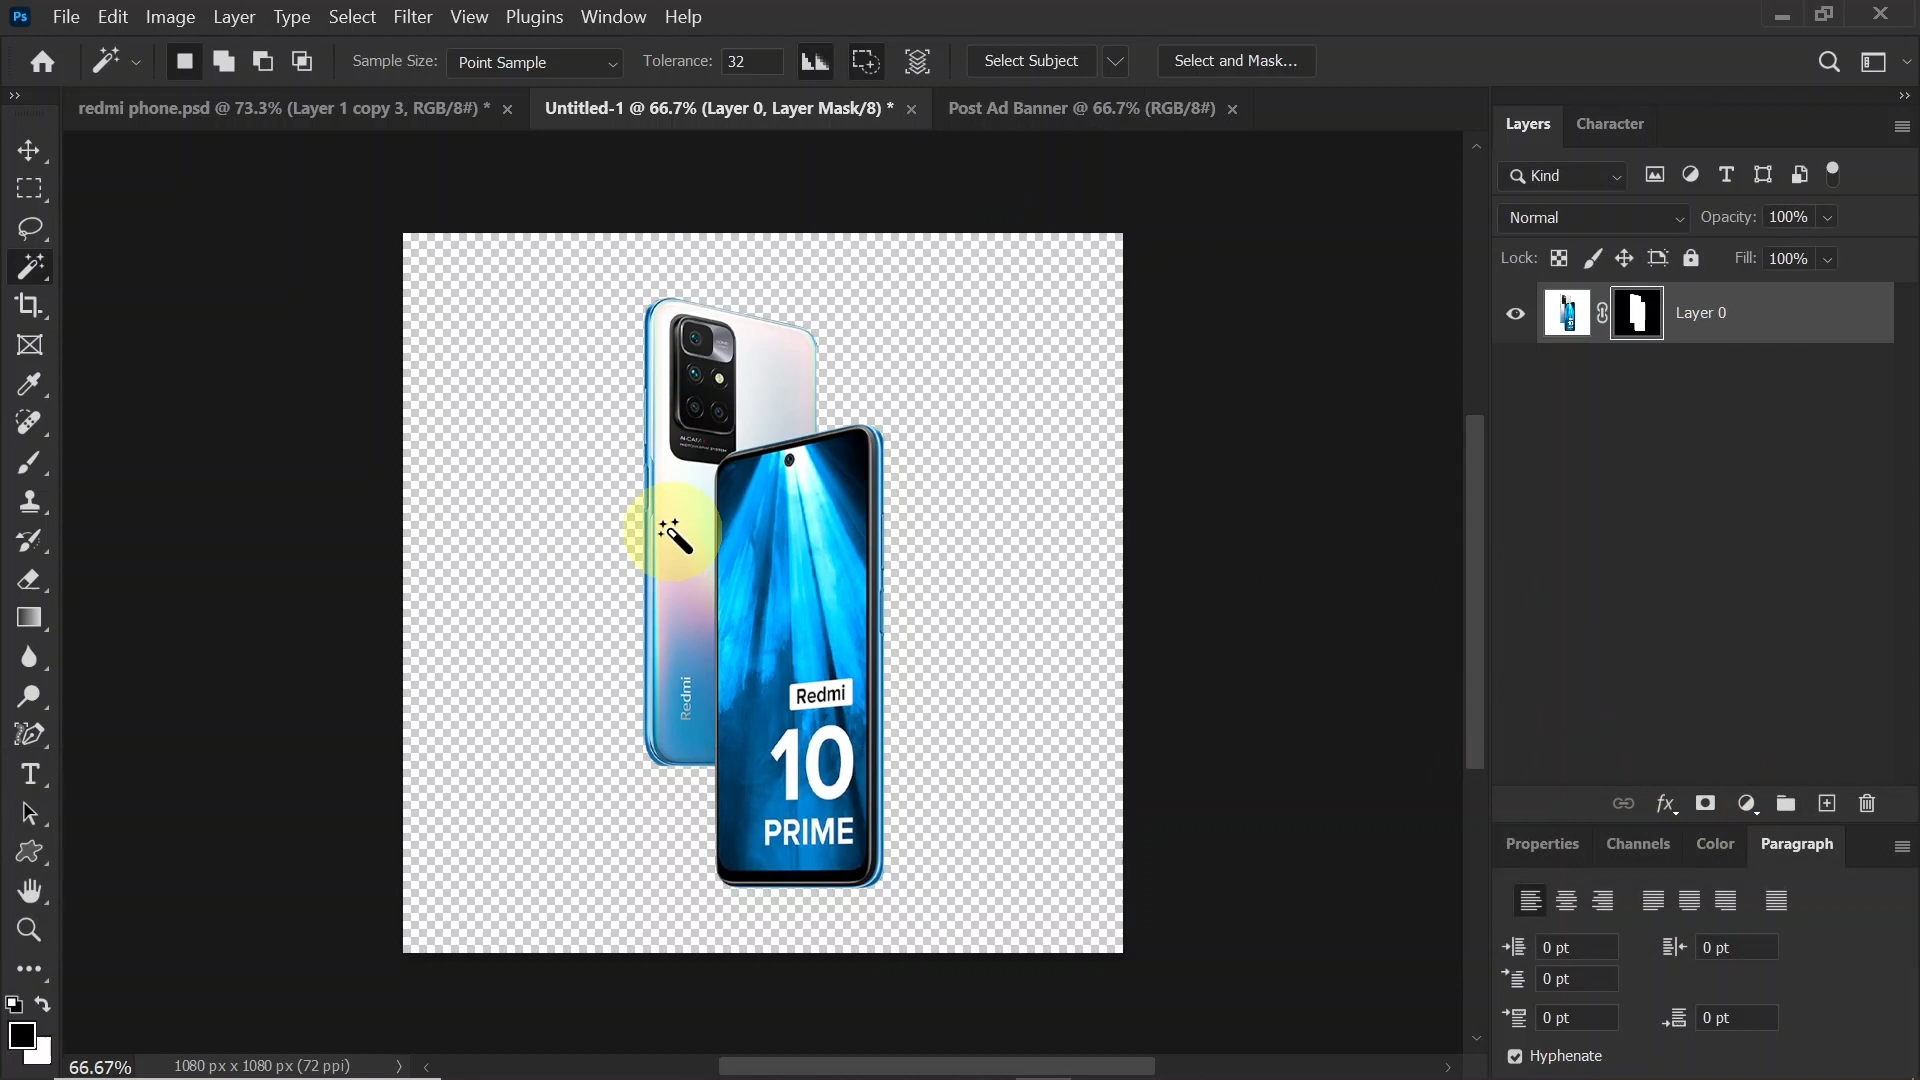 Ps File Edit Image Layer Type Select Filter View Plugins Window Help
Sample Size: Point Sample Tolerance: 32 Select Subject Select and Mask...
redmi phone.psd @ 73.3% (Layer 1 copy 3, RGB/8#) * × Untitled-1 @ 66.7% (Layer 0, Layer Mask/8) * × Post Ad Banner @ 66.7% (RGB/8#) ×
Layers Character
Kind
Normal Opacity: 100%
Lock: Fill: 100%
Layer 0
Redmi
Redmi
10
PRIME
Properties Channels Color Paragraph
0 pt 0 pt
0 pt
0 pt 0 pt
Hyphenate
66.67% 1080 px x 1080 px (72 ppi)